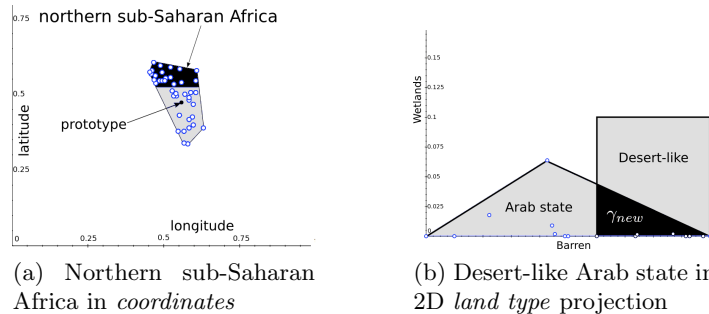 0.75
northern sub-Saharan Africa
0.5
prototype
latitude
0.25
longitude
0
0.25
0.5
0.75
(a) Northern sub-Saharan
Africa in coordinates
0.15
Wetlands
0.1
0.075
Desert-like
0.05
Arab state
0.025
γnew
0
Barren
(b) Desert-like Arab state in
2D land type projection